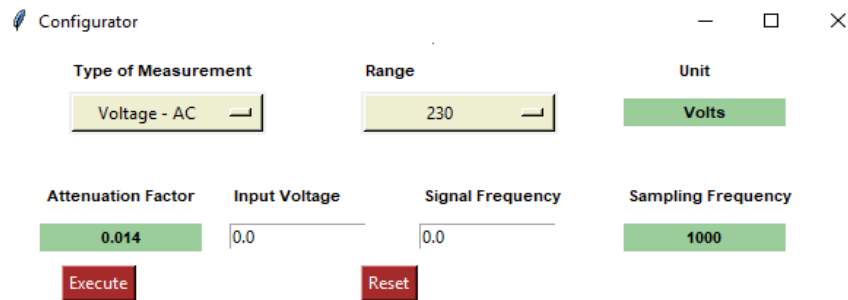 Configurator
Type of Measurement Range Unit
Voltage - AC 230 Volts
Attenuation Factor Input Voltage Signal Frequency Sampling Frequency
0.014 0.0 0.0 1000
Execute Reset